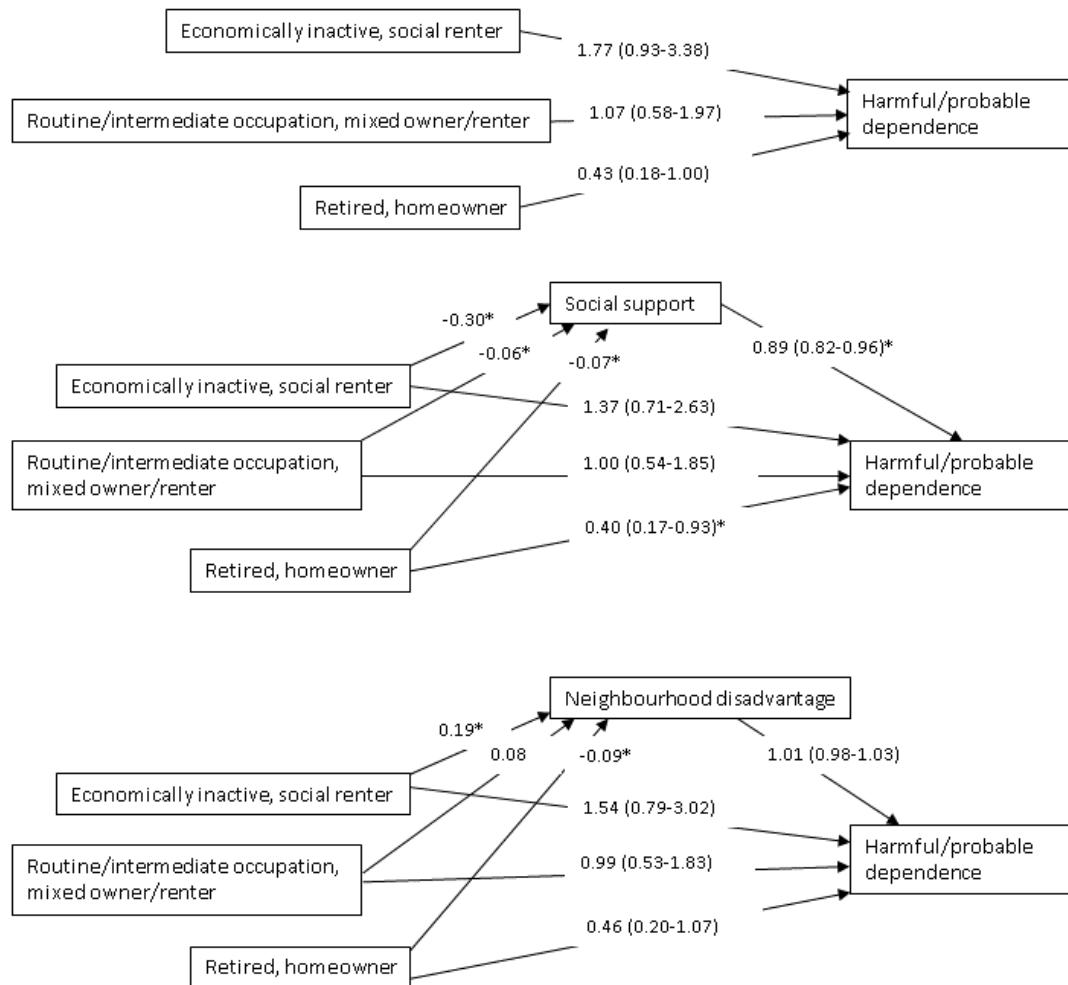 Economically inactive, social renter
1.77 (0.93-3.38)
Harmful/probable
dependence
Routine/intermediate occupation, mixed owner/renter
1.07 (0.58-1.97)
0.43 (0.18-1.00)
Retired, homeowner
Social support
-0.30*
-0.06*
-0.07*
0.89 (0.82-0.96)*
Economically inactive, social renter
1.37 (0.71-2.63)
Routine/intermediate occupation,
mixed owner/renter
1.00 (0.54-1.85)
Harmful/probable
dependence
0.40 (0.17-0.93)*
Retired, homeowner
Neighbourhood disadvantage
0.19*
0.08
-0.09*
1.01 (0.98-1.03)
Economically inactive, social renter
1.54 (0.79-3.02)
Routine/intermediate occupation,
mixed owner/renter
0.99 (0.53-1.83)
Harmful/probable
dependence
0.46 (0.20-1.07)
Retired, homeowner